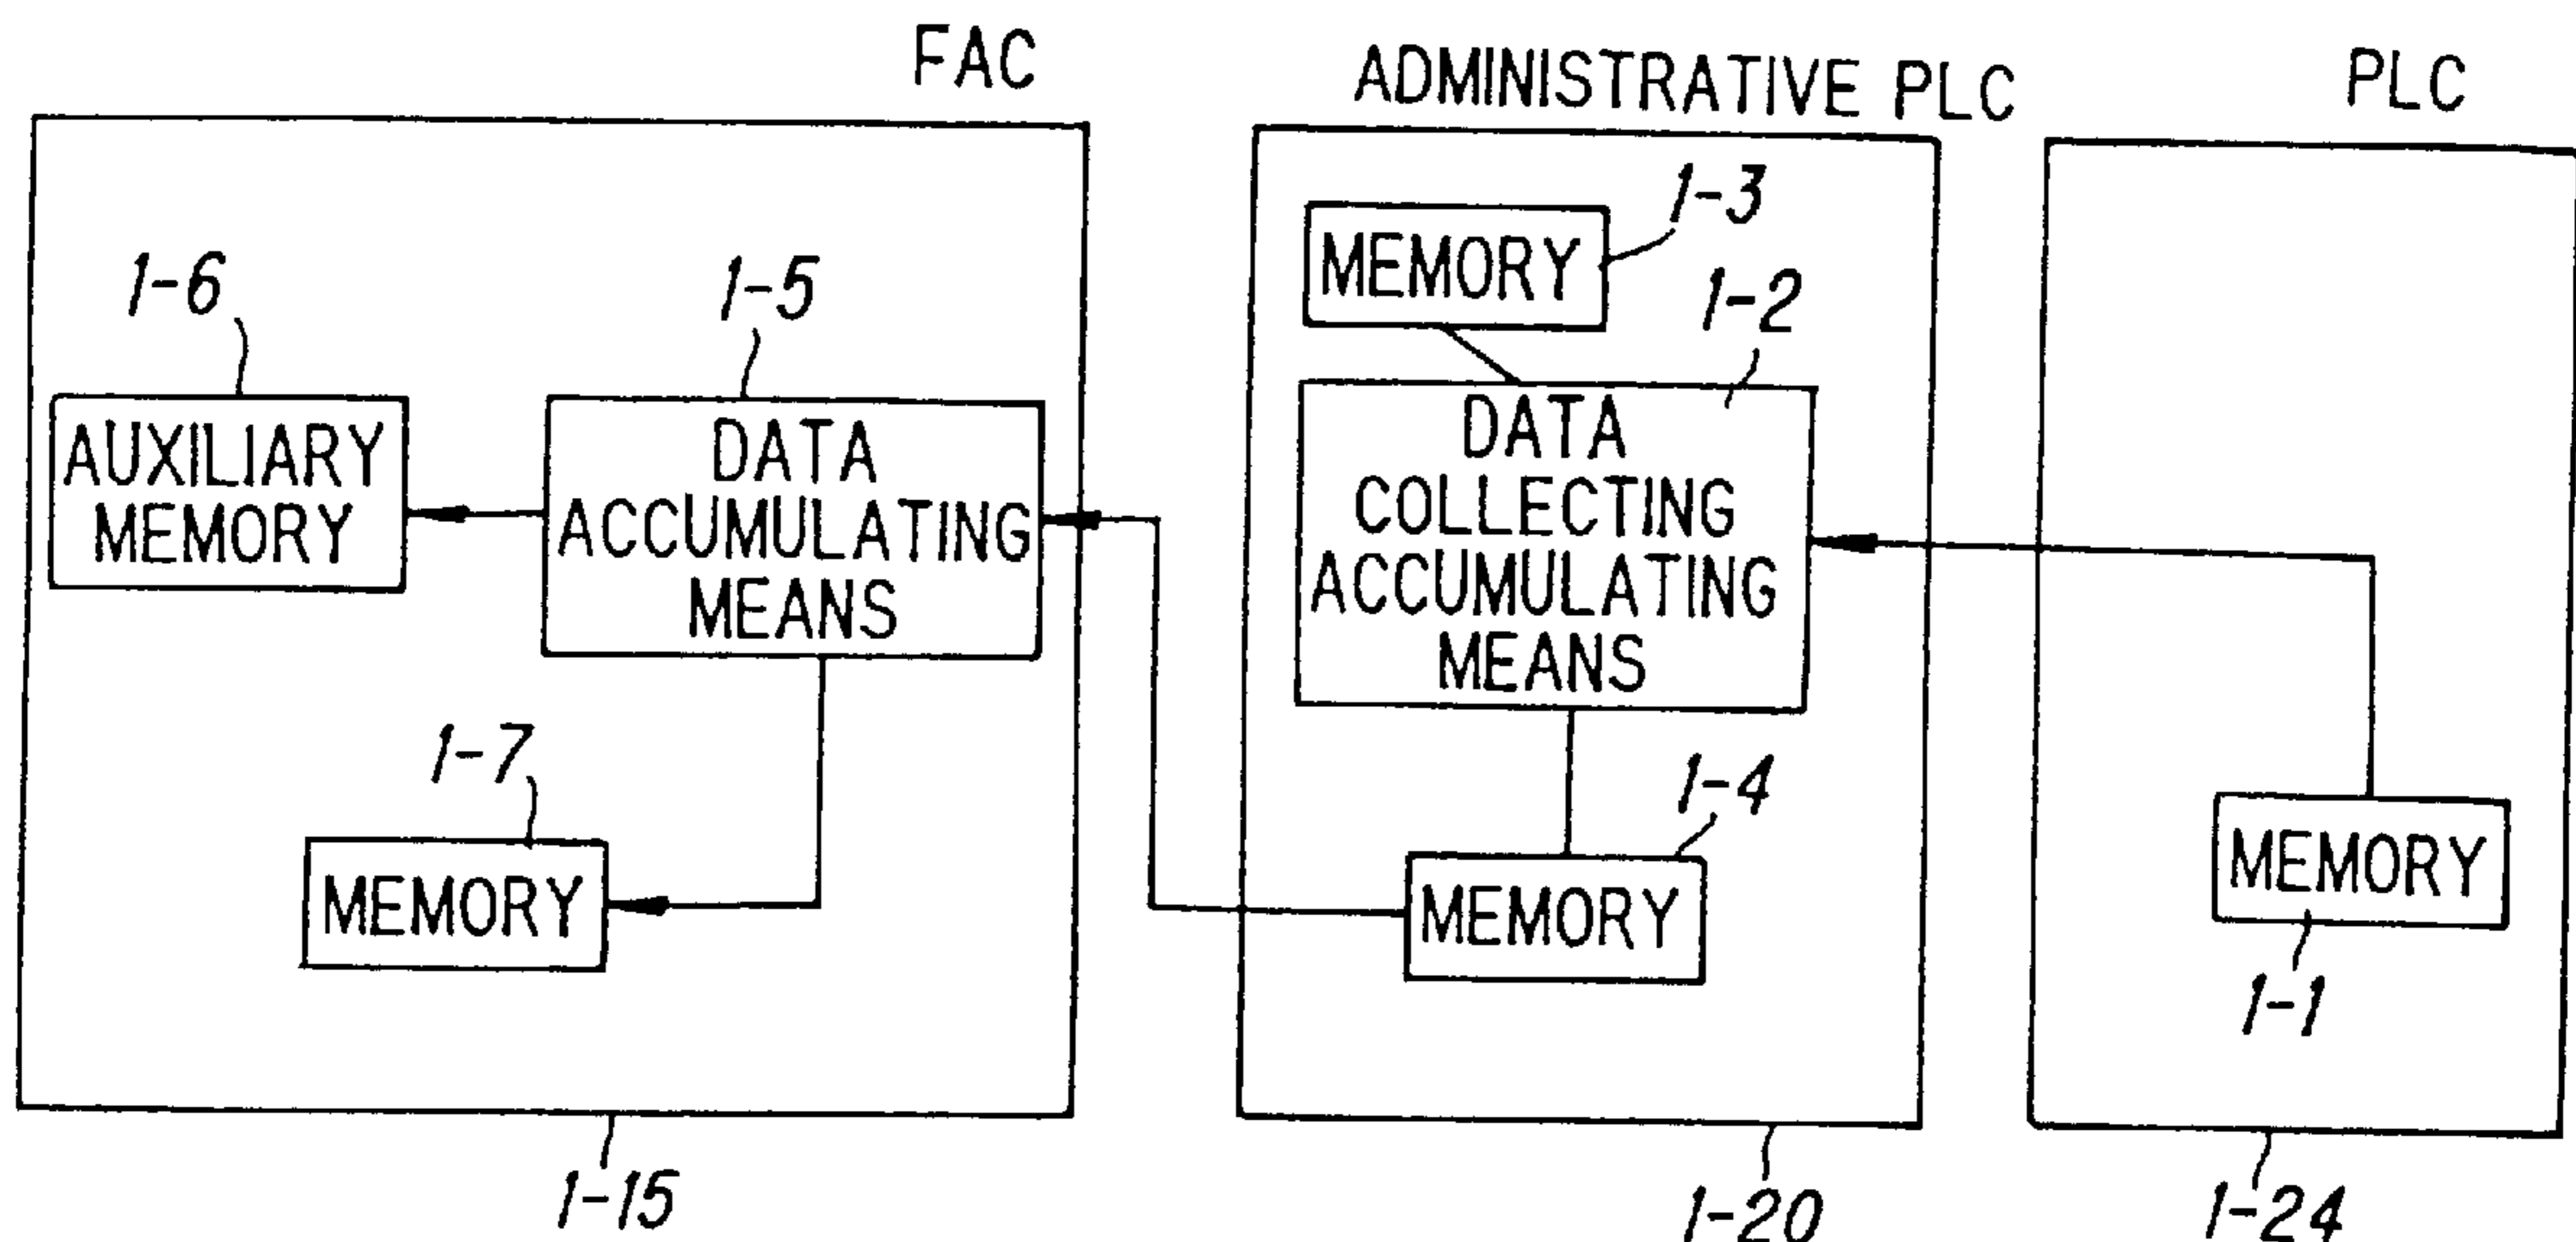 FAC
ADMINISTRATIVE PLC
PLC
1-6
1-5
AUXILIARY
MEMORY
DATA
ACCUMULATING
MEANS
1-7
MEMORY
1-15
1-3
MEMORY
1-2
DATA
COLLECTING
ACCUMULATING
MEANS
1-4
MEMORY
1-20
MEMORY
1-1
1-24